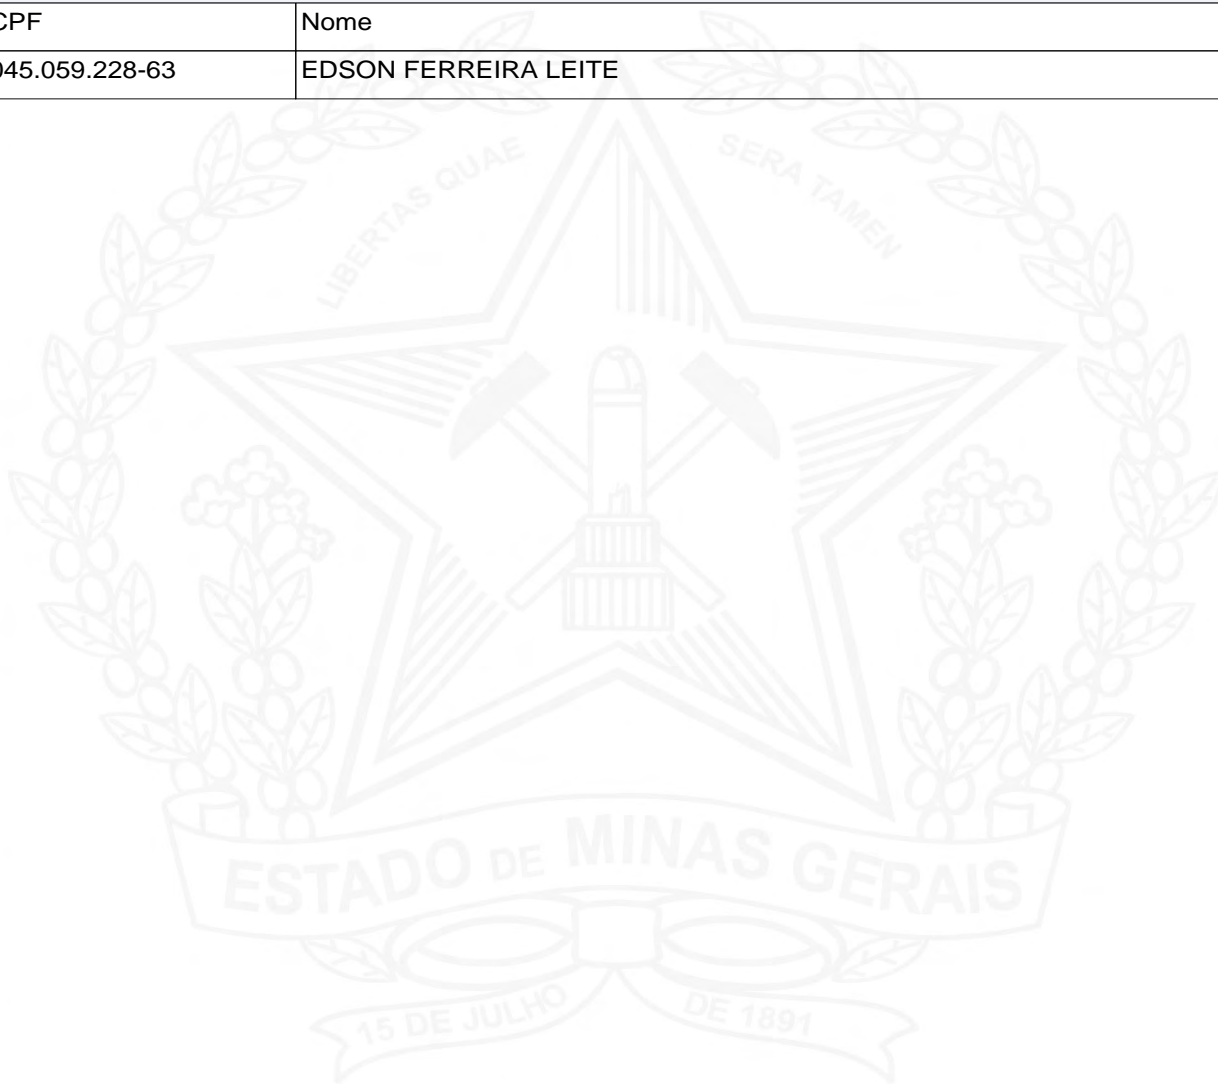 CPF Nome
045.059.228-63 EDSON FERREIRA LEITE
LIBERTAS QUAE SERA TAMEN
ESTADO DE MINAS GERAIS
15 DE JULHO DE 1891